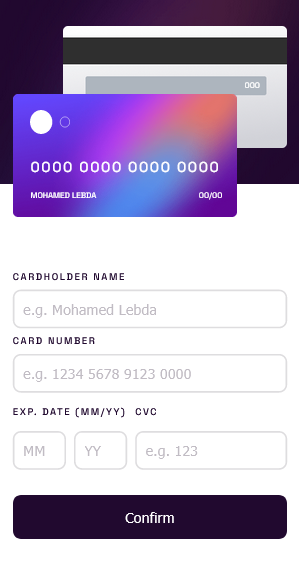 000
0000 0000 0000 0000
MOHAMED LEBDA 00/00
CARDHOLDER NAME
e.g. Mohamed Lebda
CARD NUMBER
e.g. 1234 5678 9123 0000
EXP. DATE (MM/YY) CVC
MM YY e.g. 123
Confirm